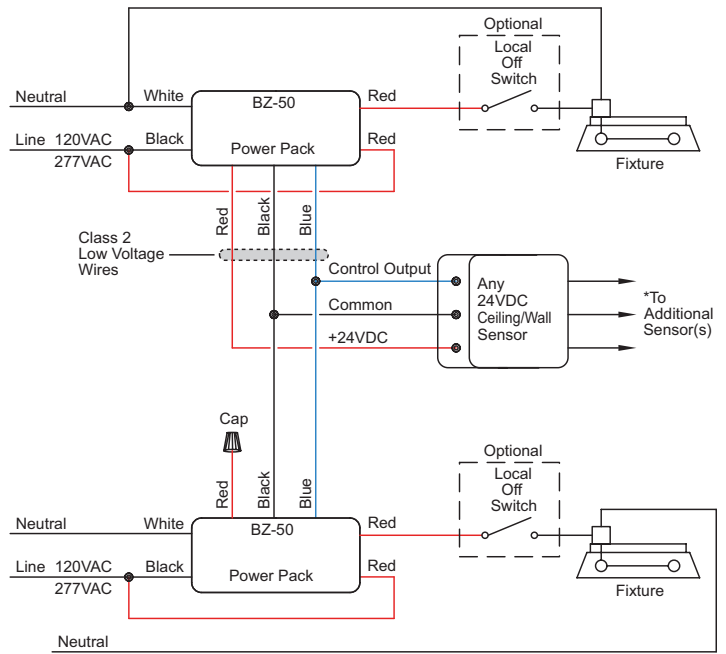 Optional
Local
Off
Switch
Neutral
White
BZ-50
Red
Line 120VAC
277VAC
Black
Power Pack
Red
Fixture
Red
Black
Blue
Class 2
Low Voltage
Wires
Control Output
Common
+24VDC
Any
24VDC
Ceiling/Wall
Sensor
*To
Additional
Sensor(s)
Cap
Red
Black
Blue
Optional
Local
Off
Switch
Neutral
White
BZ-50
Red
Line 120VAC
277VAC
Black
Power Pack
Red
Fixture
Neutral